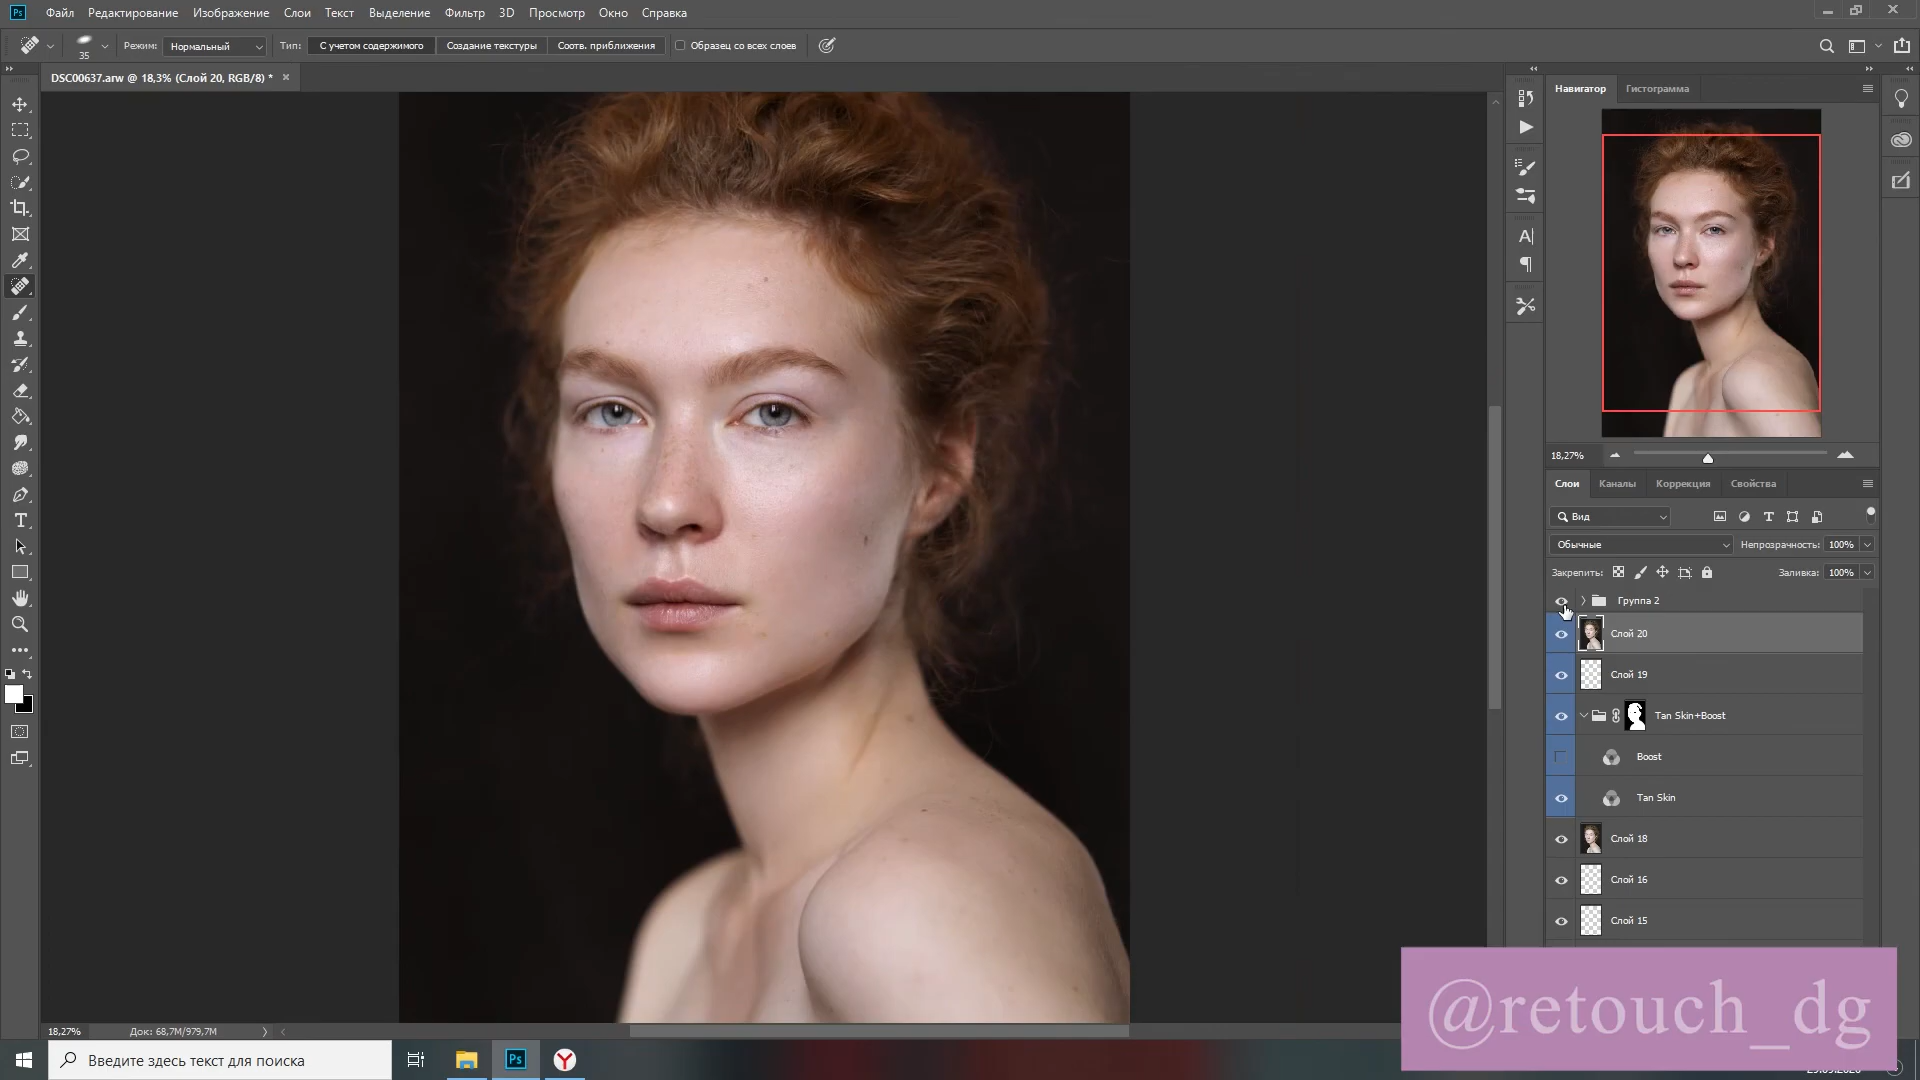 Ps Файл Редактирование Изображение Слои Текст Выделение Фильтр 3D Просмотр Окно Справка
35 Режим: Нормальный Тип: С учетом содержимого Создание текстуры Соотв. приближения Образец со всех слоев
DSC00637.arw @ 18,3% (Слой 20, RGB/8) *
Навигатор Гистограмма
18,27%
Слои Каналы Коррекция Свойства
Вид
Обычные Непрозрачность: 100%
Закрепить: Заливка: 100%
Группа 2
Слой 20
Слой 19
Tan Skin+Boost
Boost
Tan Skin
Слой 18
Слой 16
Слой 15
@retouch_dg
18,27% Док: 68,7M/979,7M
Введите здесь текст для поиска
Ps